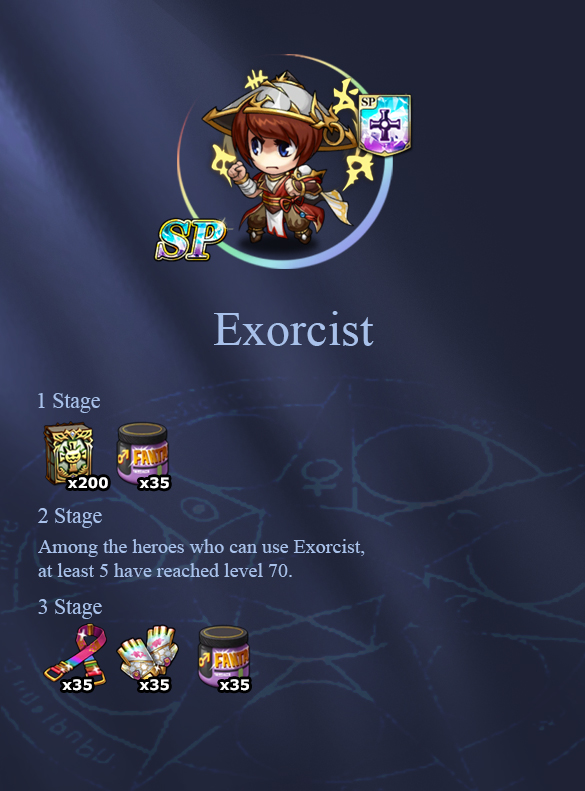 SP
SP
Exorcist
1 Stage
x200
x35
2 Stage
Among the heroes who can use Exorcist,
at least 5 have reached level 70.
3 Stage
x35
x35
x35